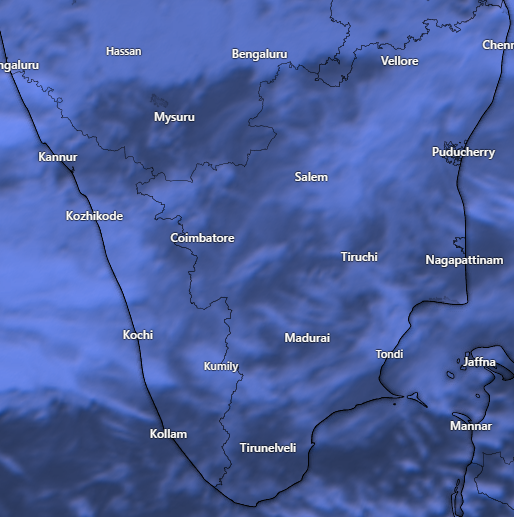 Chenn
Hassan
Bengaluru
Vellore
ngaluru
Mysuru
Puducherry
Kannur
Salem
Kozhikode
Coimbatore
Tiruchi
Nagapattinam
Kochi
Madurai
Tondi
Jaffna
Kumily
Mannar
Kollam
Tirunelveli